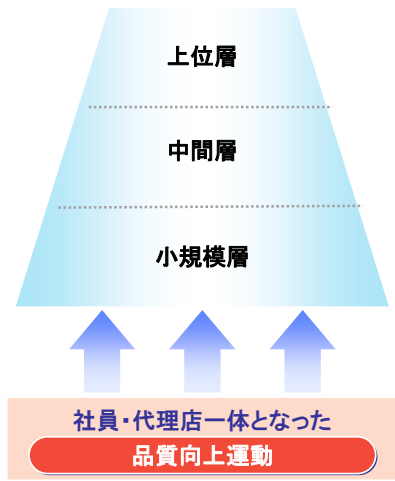 上位層
中間層
小規模層
社員・代理店一体となった
品質向上運動